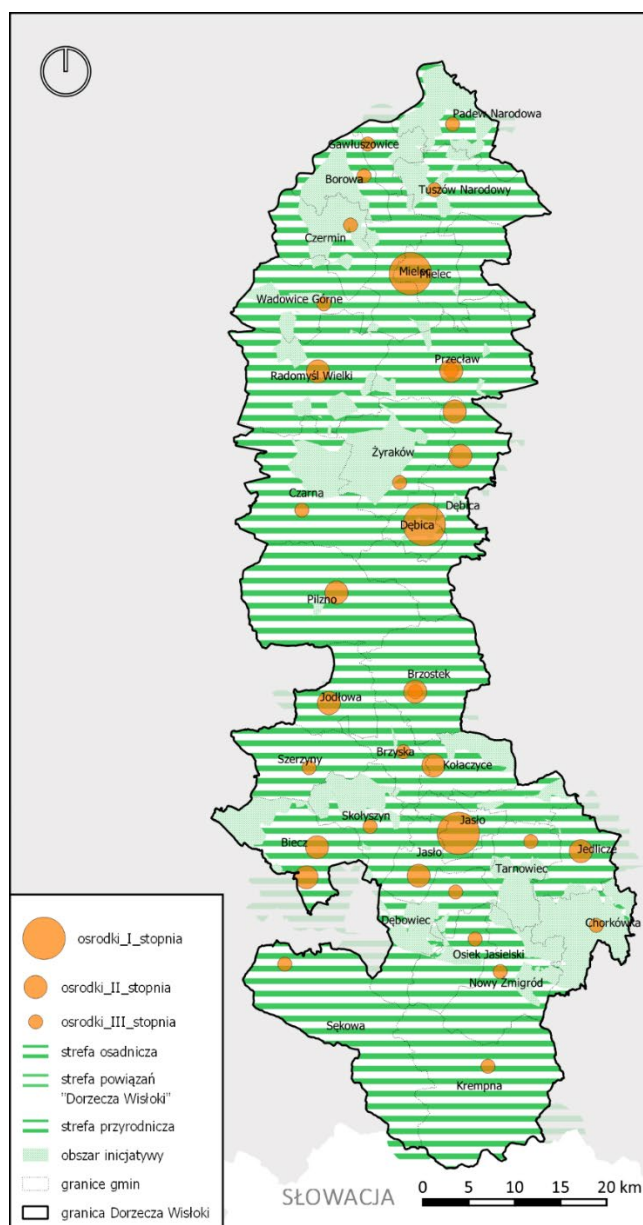 Padew Narodowa
Gawłuszowice
Borowa
Tuszów Narodowy
Czermin
Mielec
Mielec
Wadowice Górne
Przecław
Radomyśl Wielki
Żyraków
Czarna
Dębica
Dębica
Pilzno
Brzostek
Jodłowa
Brzyska
Szerzyny
Kołaczyce
Skołyszyn
Jasło
Biecz
Jasło
Jedlicze
Tarnowiec
Dębowiec
Chorkówka
Osiek Jasielski
Nowy Żmigród
Sękowa
Krempna
osrodki_I_stopnia
osrodki_II_stopnia
osrodki_III_stopnia
strefa osadnicza
strefa powiązań
"Dorzecza Wisłoki"
strefa przyrodnicza
obszar inicjatywy
granice gmin
granica Dorzecza Wisłoki
SŁOWACJA
0 5 10 15 20 km